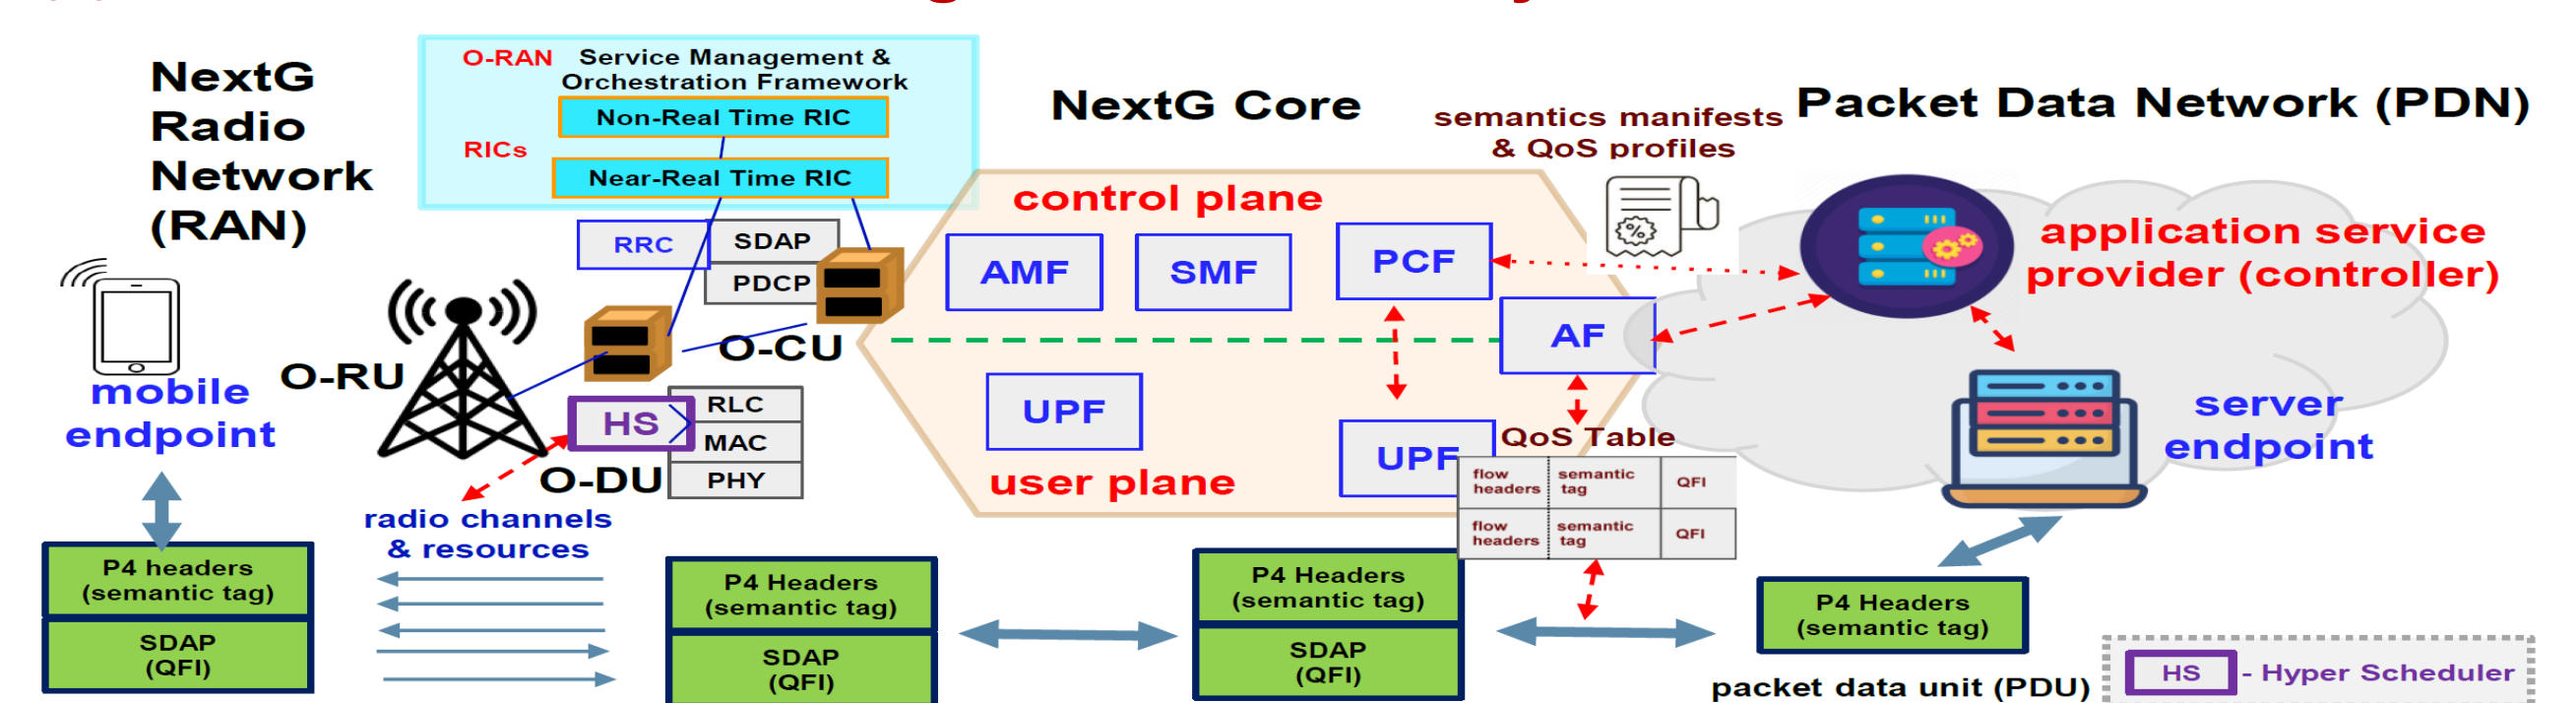 NextG
Radio
Network
(RAN)
O-RAN
Service Management &
Orchestration Framework
Non-Real Time RIC
RICs
Near-Real Time RIC
RRC
SDAP
PDCP
O-CU
O-RU
mobile
endpoint
HS
RLC
MAC
PHY
O-DU
radio channels
& resources
NextG Core
control plane
AMF
SMF
PCF
AF
UPF
UPF
user plane
semantics manifests
& QoS profiles
Packet Data Network (PDN)
application service
provider (controller)
server
endpoint
QoS Table
flow headers semantic tag QFI
flow headers semantic tag QFI
P4 headers
(semantic tag)
SDAP
(QFI)
P4 Headers
(semantic tag)
SDAP
(QFI)
P4 Headers
(semantic tag)
SDAP
(QFI)
P4 Headers
(semantic tag)
packet data unit (PDU)
HS - Hyper Scheduler